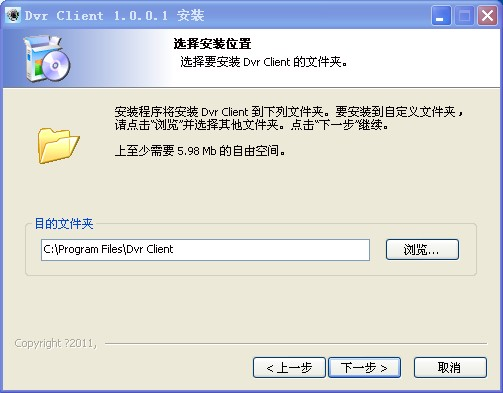 Dvr Client 1.0.0.1 安装
选择安装位置
选择要安装 Dvr Client 的文件夹。
安装程序将安装 Dvr Client 到下列文件夹。要安装到自定义文件夹，
请点击“浏览”并选择其他文件夹。点击“下一步”继续。
上至少需要 5.98 Mb 的自由空间。
目的文件夹
C:\Program Files\Dvr Client
浏览...
Copyright ?2011,
< 上一步
下一步 >
取消